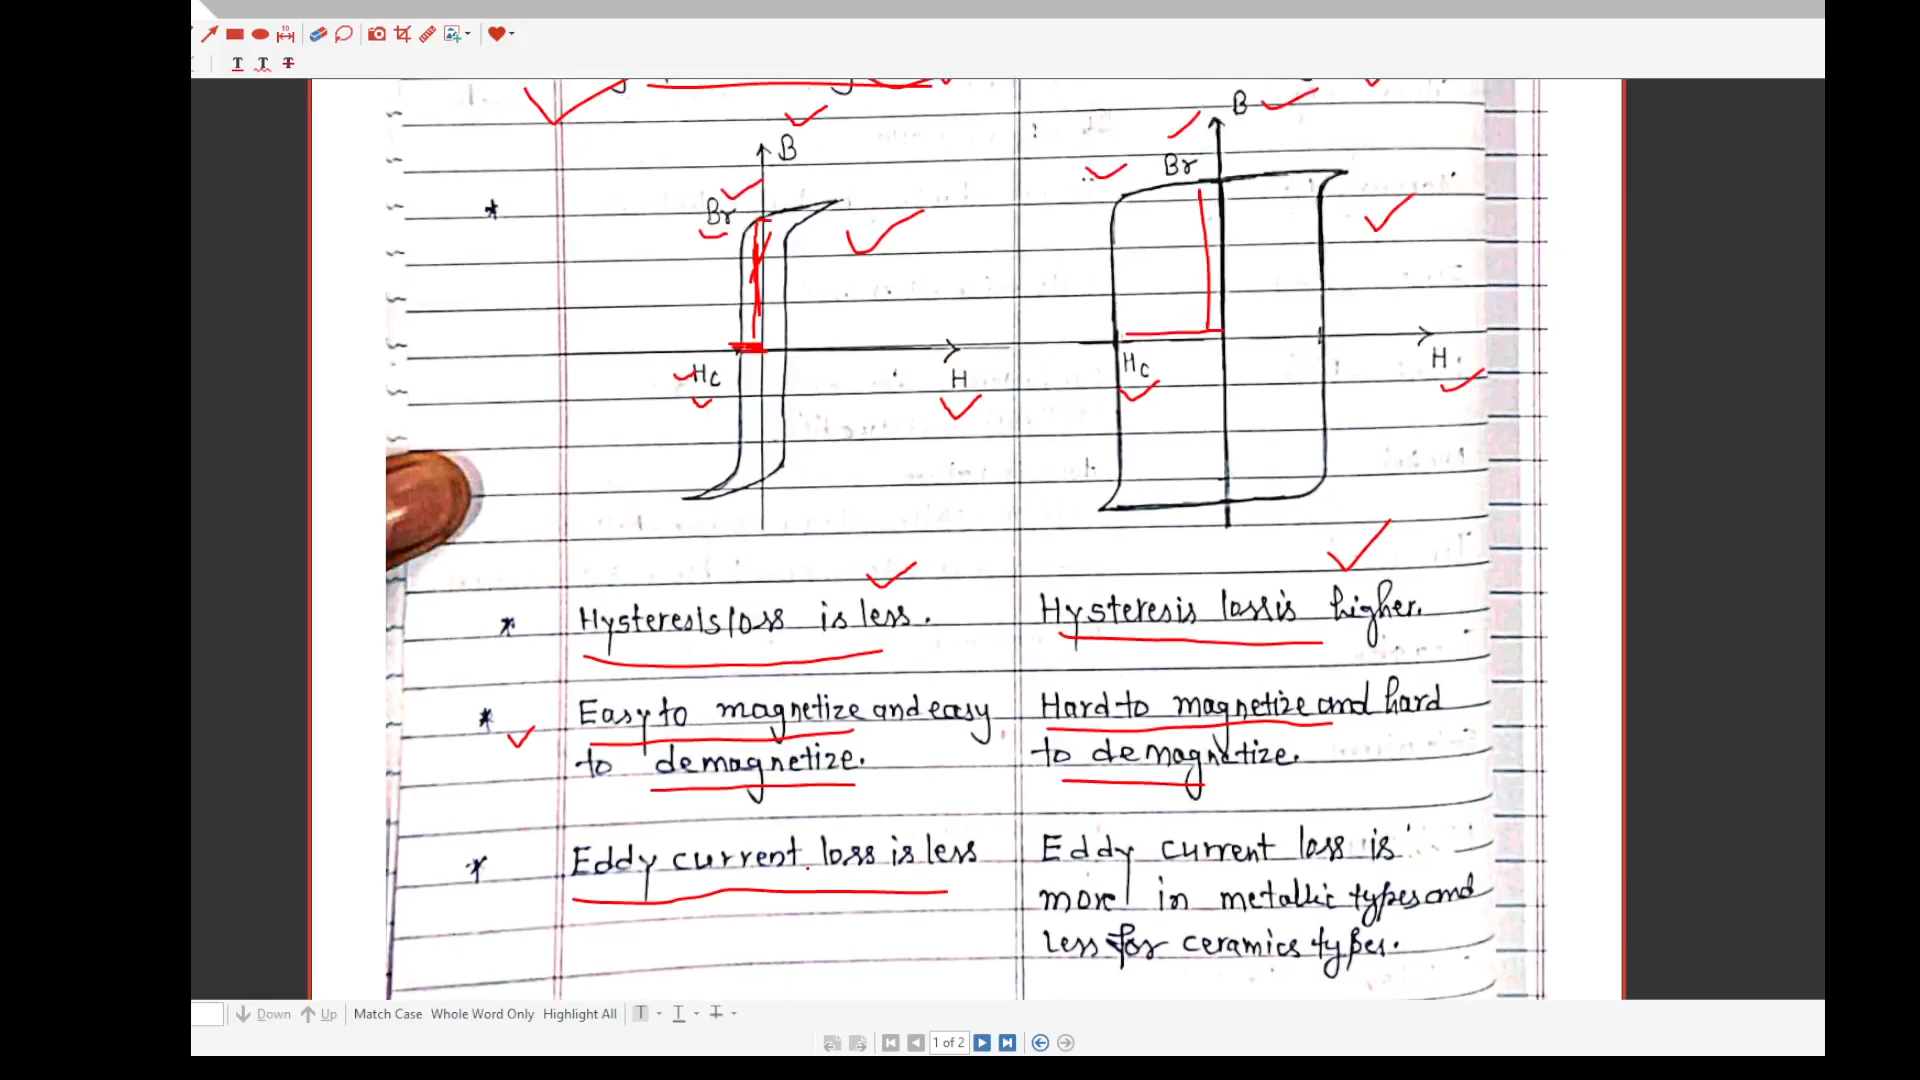 10
T T T
B
Br
Hc
H
B
Br
Hc
H
* Hysteresis loss is less.
Hysteresis loss is higher.
* Easy to magnetize and easy
to demagnetize.
Hard to magnetize and hard
to demagnetize.
* Eddy current loss is less
Eddy current loss is
more in metallic types and
less for ceramics types.
Down Up Match Case Whole Word Only Highlight All T T T
1 of 2